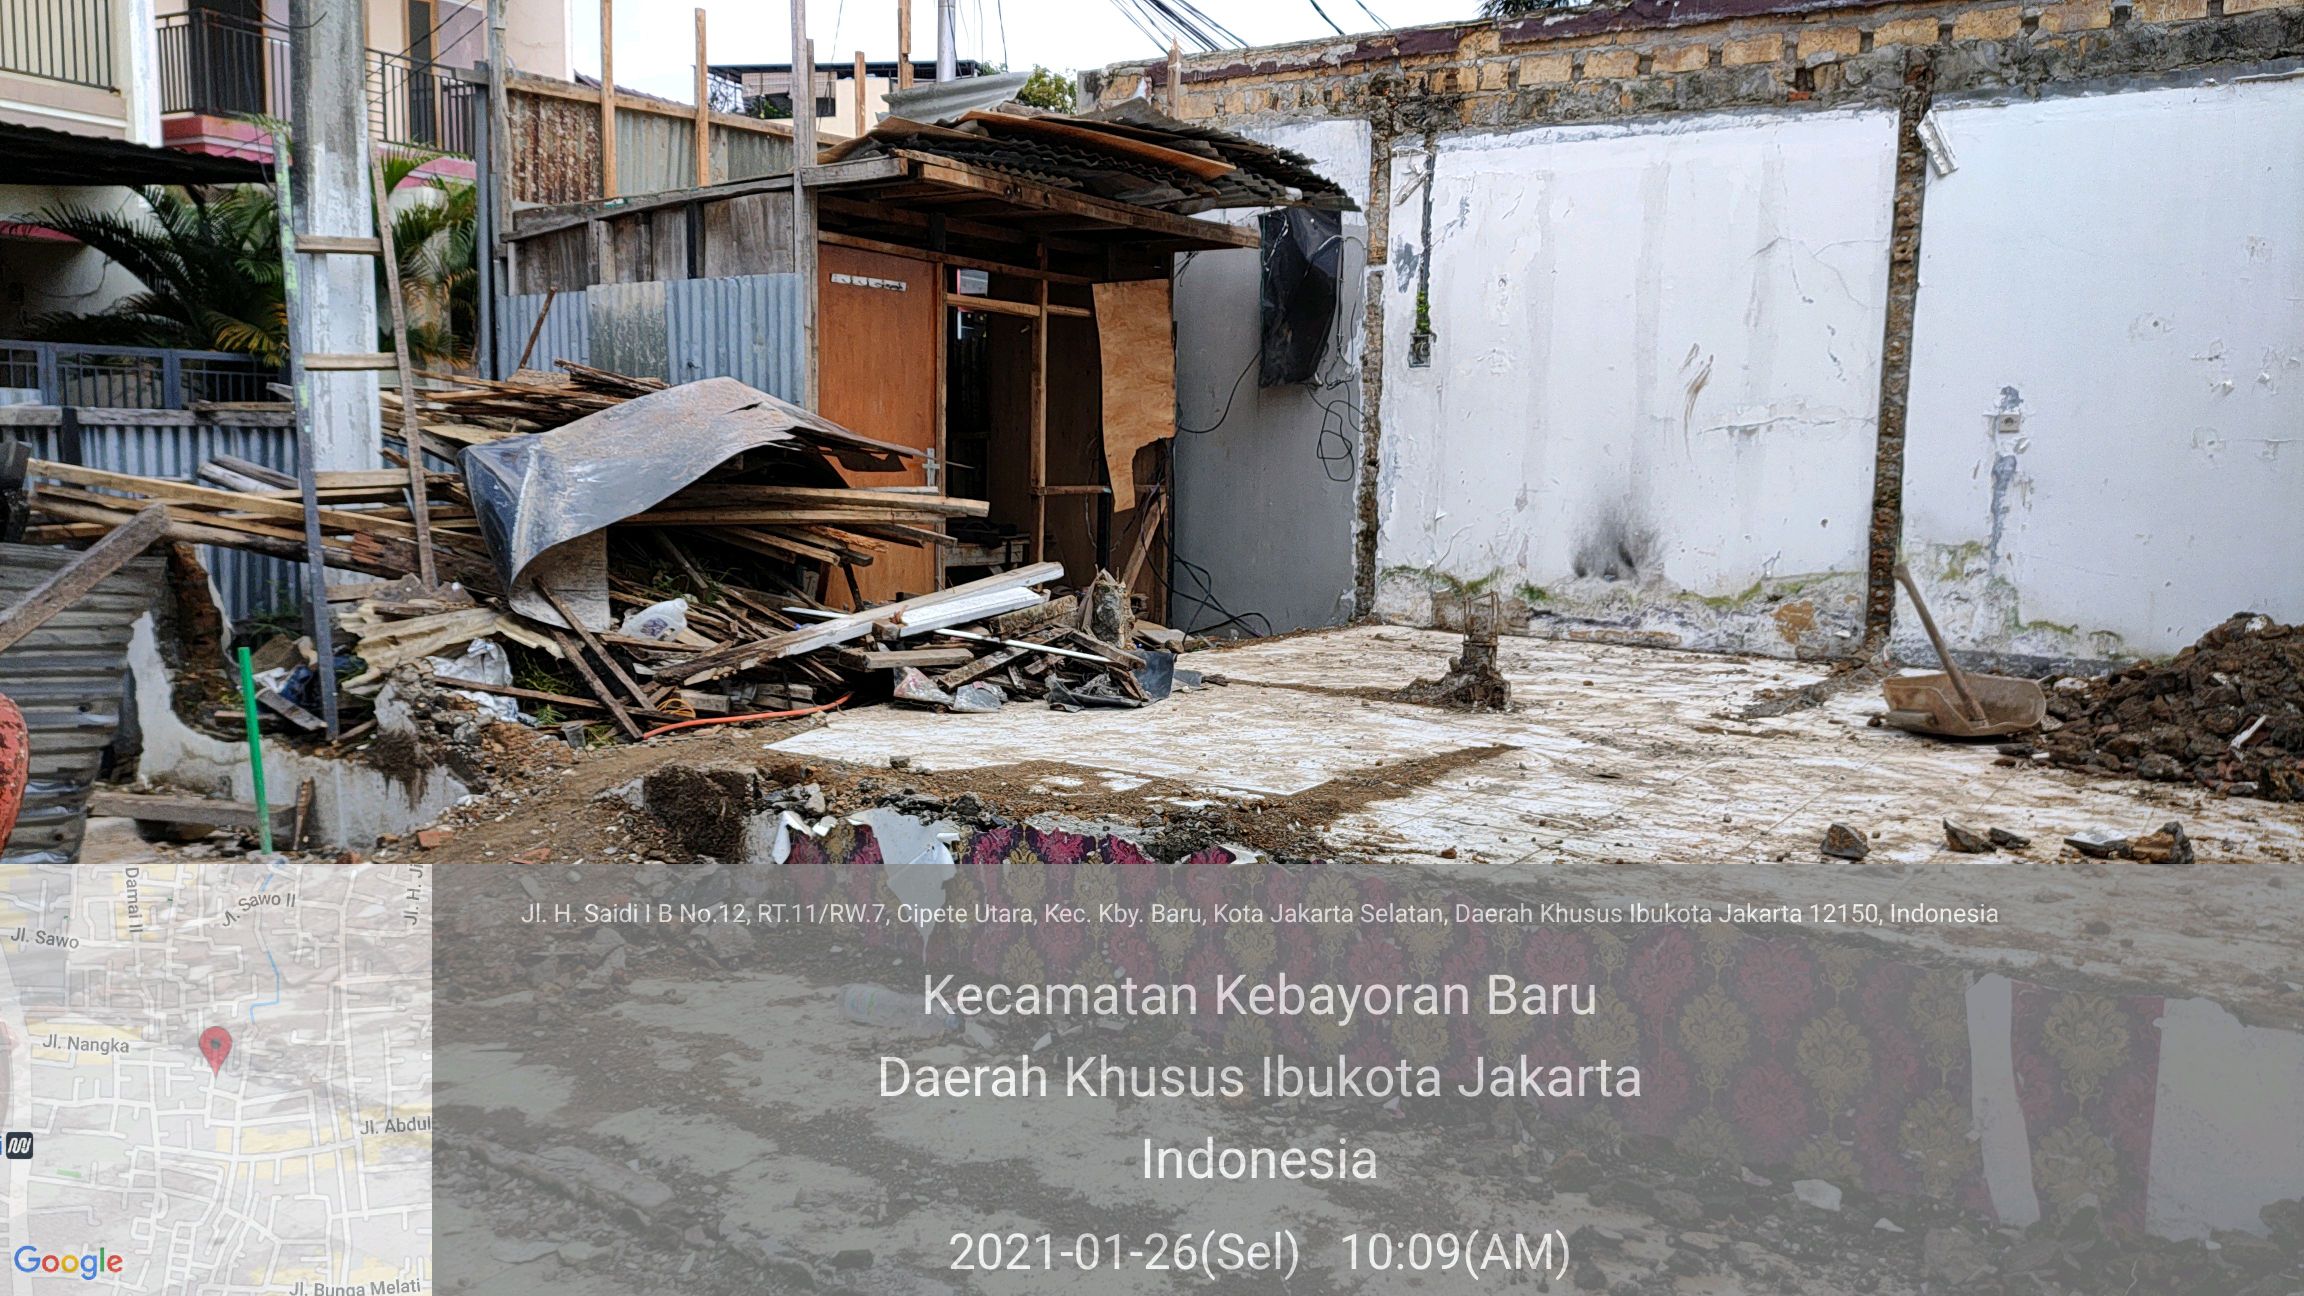 Jl. H. Saidi I B No.12, RT.11/RW.7, Cipete Utara, Kec. Kby. Baru, Kota Jakarta Selatan, Daerah Khusus Ibukota Jakarta 12150, Indonesia
Kecamatan Kebayoran Baru
Daerah Khusus Ibukota Jakarta
Indonesia
2021-01-26(Sel) 10:09(AM)
Damai II
Jl. Sawo II
Jl. H. Ji
Jl. Sawo
Jl. Nangka
Jl. Abdul
Google
Jl. Bunga Melati